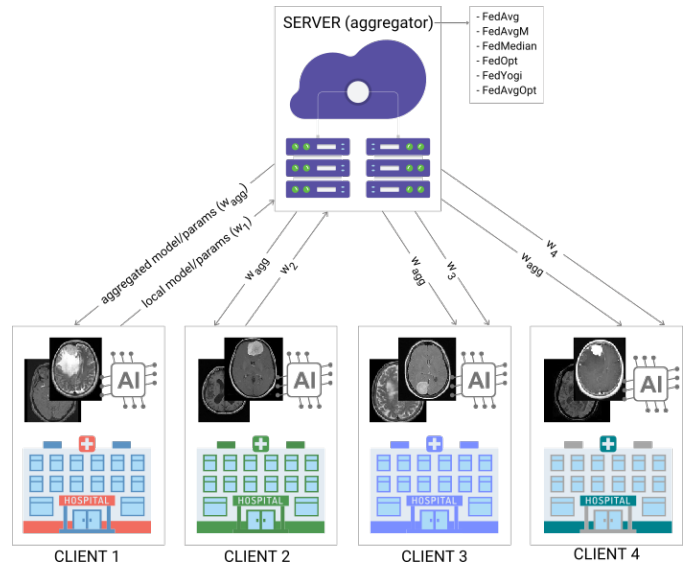 SERVER (aggregator)
- FedAvg
- FedAvgM
- FedMedian
- FedOpt
- FedYogi
- FedAvgOpt
aggregated model/params (w_agg)
local model/params (w_1)
w_agg
w_2
w_agg
w_3
w_4
w_agg
AI
AI
AI
AI
HOSPITAL
HOSPITAL
HOSPITAL
HOSPITAL
CLIENT 1
CLIENT 2
CLIENT 3
CLIENT 4